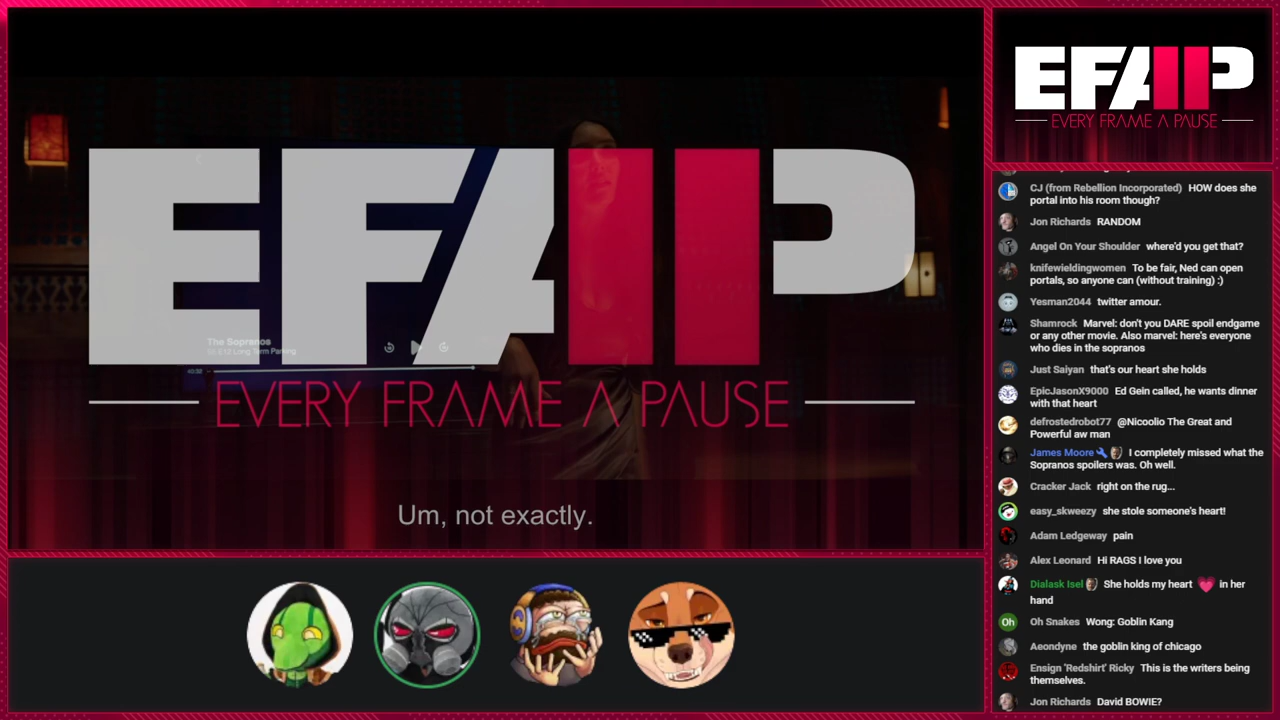 EFAP
EVERY FRAME A PAUSE
The Sopranos
Long Term Parking
Um, not exactly.
EFAP
EVERY FRAME A PAUSE
CJ (from Rebellion Incorporated) HOW does she
portal into his room though?
Jon Richards RANDOM
Angel On Your Shoulder where'd you get that?
knifewieldingwomen To be fair, Ned can open
portals, so anyone can (without training) :)
Yesman2044 twitter amour.
Shamrock Marvel: don't you DARE spoil endgame
or any other movie. Also marvel: here's everyone
who dies in the sopranos
Just Saiyan that's our heart she holds
EpicJasonX9000 Ed Gein called, he wants dinner
with that heart
defrostedrobot77 @Nicoolio The Great and
Powerful aw man
James Moore I completely missed what the
Sopranos spoilers was. Oh well.
Cracker Jack right on the rug...
easy_skweezy she stole someone's heart!
Adam Ledgeway pain
Alex Leonard Hi RAGS I love you
Dialask Isel She holds my heart 💗 in her
hand
Oh
Oh Snakes Wong: Goblin Kang
Aeondyne the goblin king of chicago
Ensign 'Redshirt' Ricky This is the writers being
themselves.
Jon Richards David BOWIE?